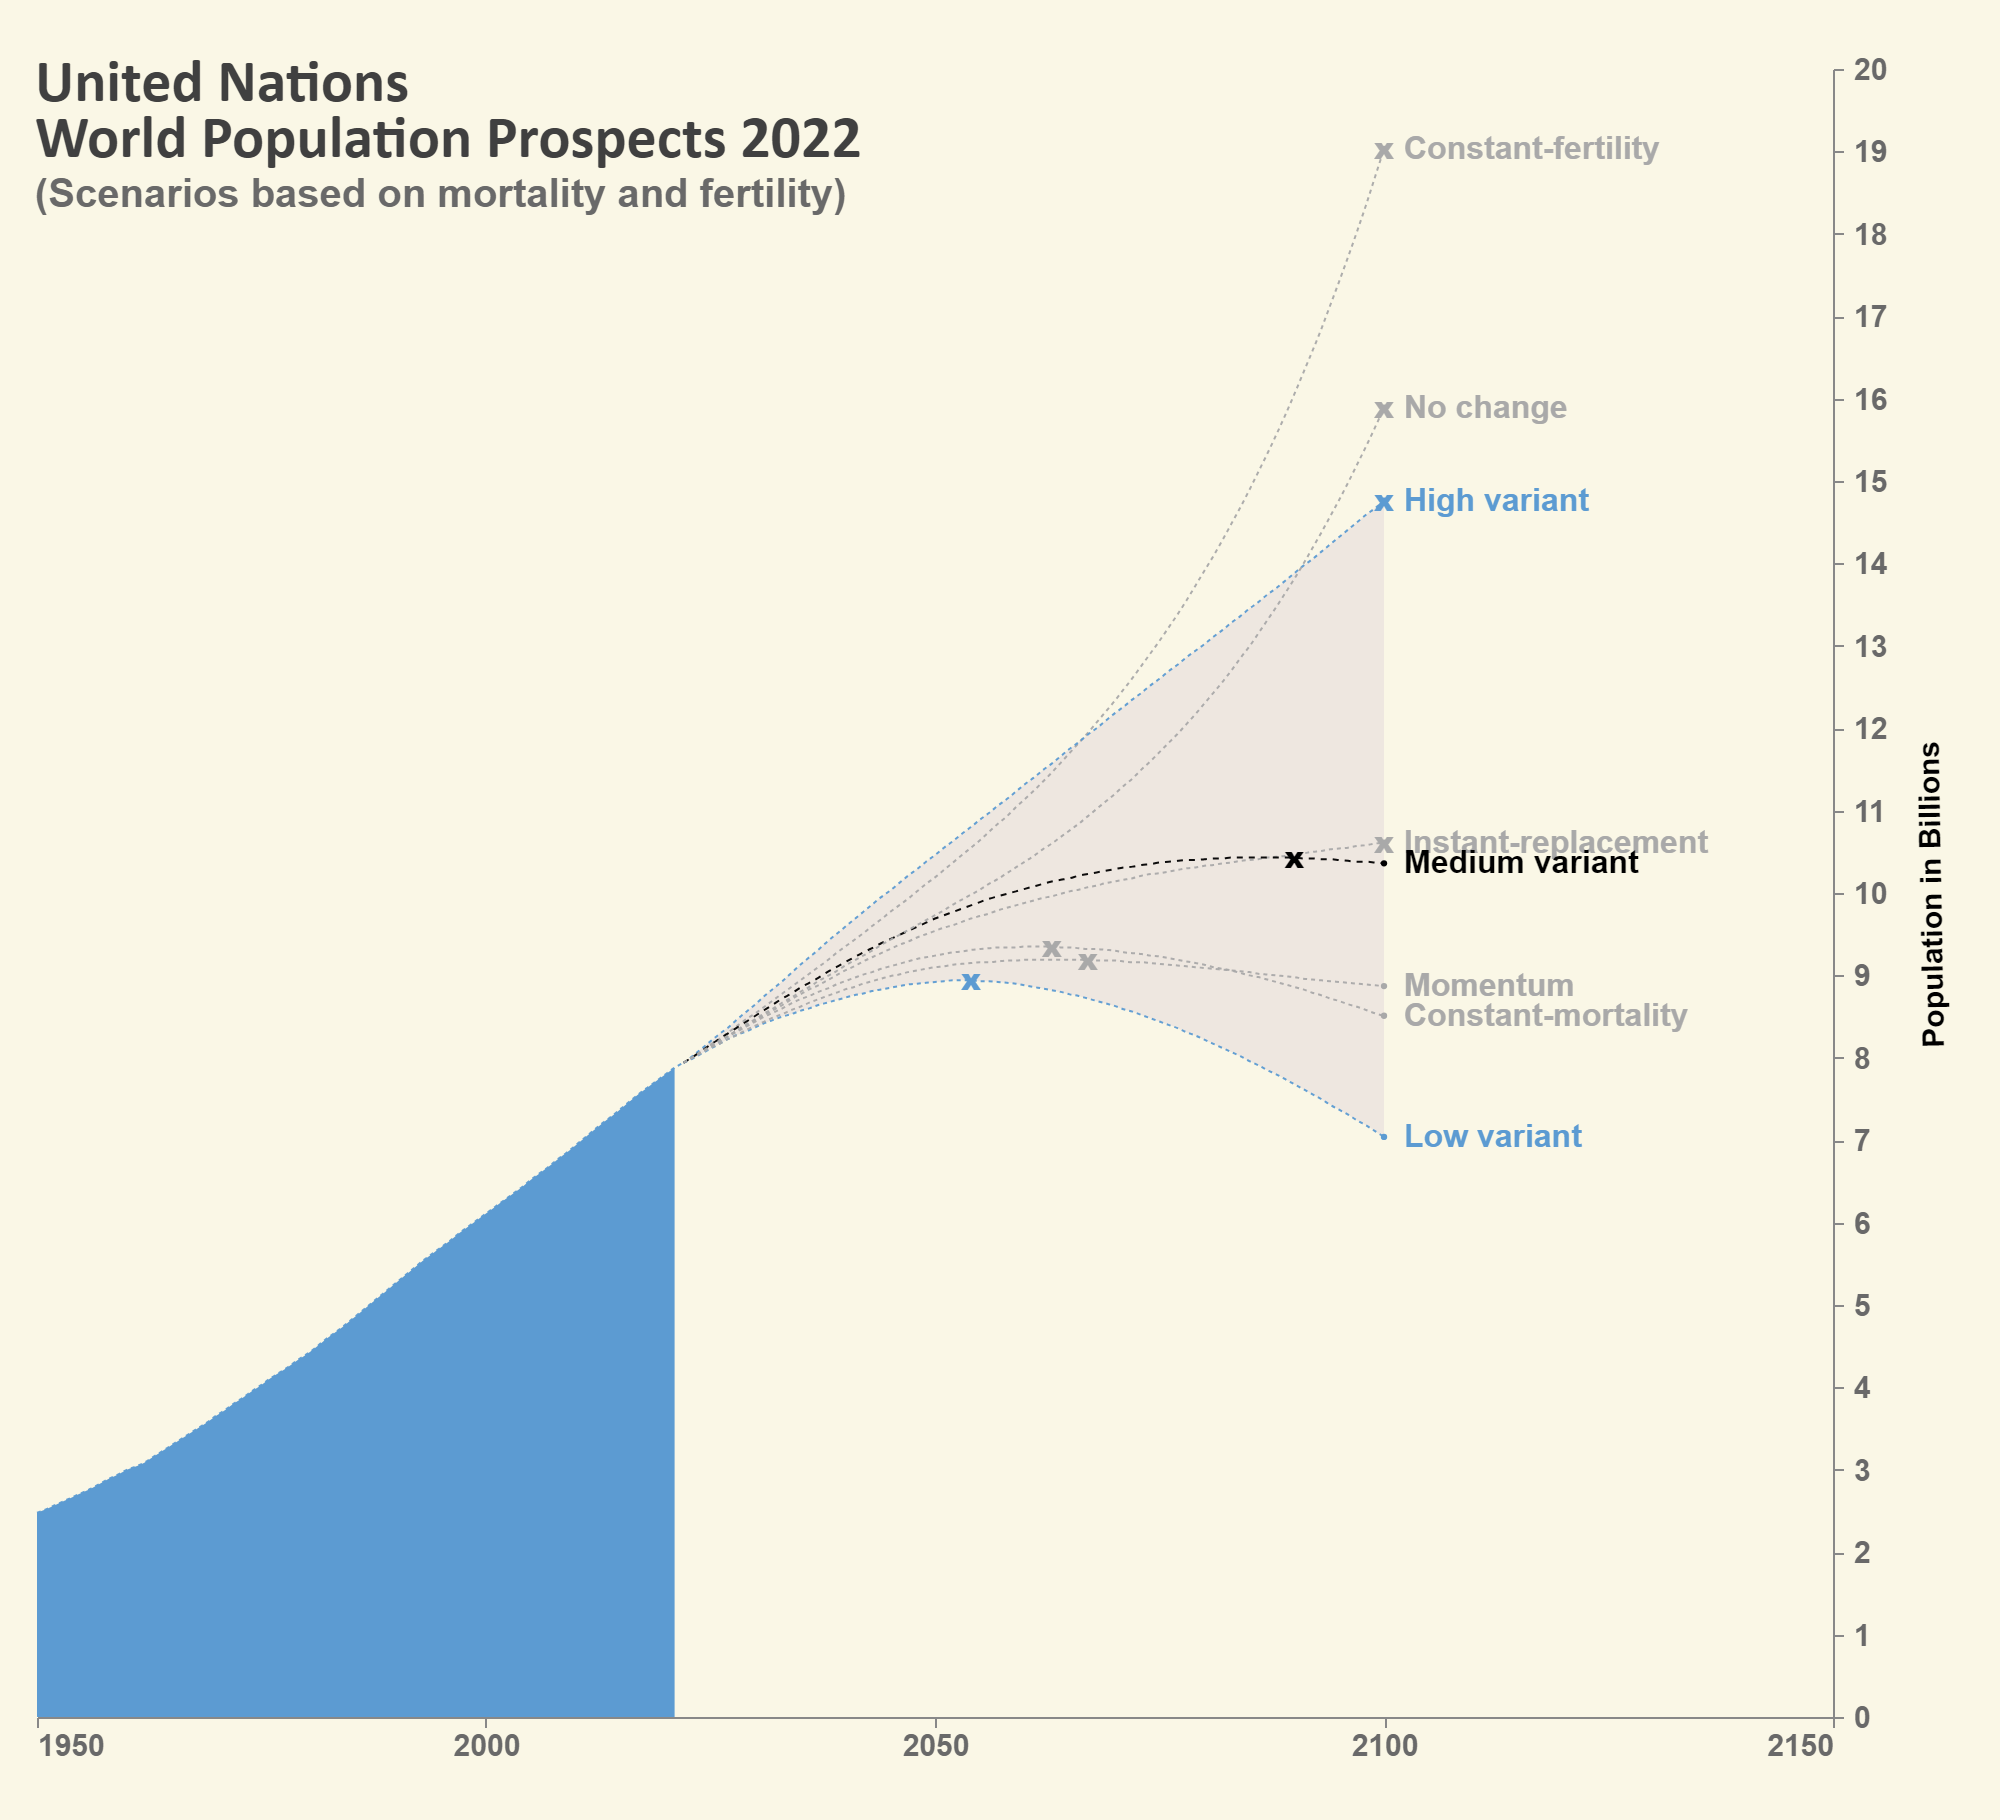 United Nations
World Population Prospects 2022
(Scenarios based on mortality and fertility)
20
19
18
17
16
15
14
13
12
11
10
9
8
7
6
5
4
3
2
1
0
Population in Billions
x Constant-fertility
x No change
x High variant
x Instant-replacement
x Medium variant
x
x
x
Momentum
Constant-mortality
Low variant
1950
2000
2050
2100
2150